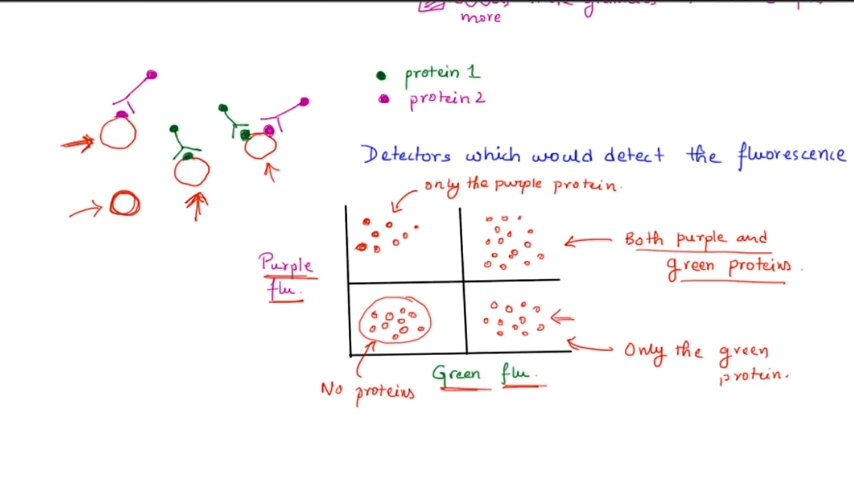 more
protein 1
protein 2
Detectors which would detect the fluorescence
only the purple protein.
Both purple and
green proteins.
Purple
flu.
Only the green
protein.
Green flu.
No proteins